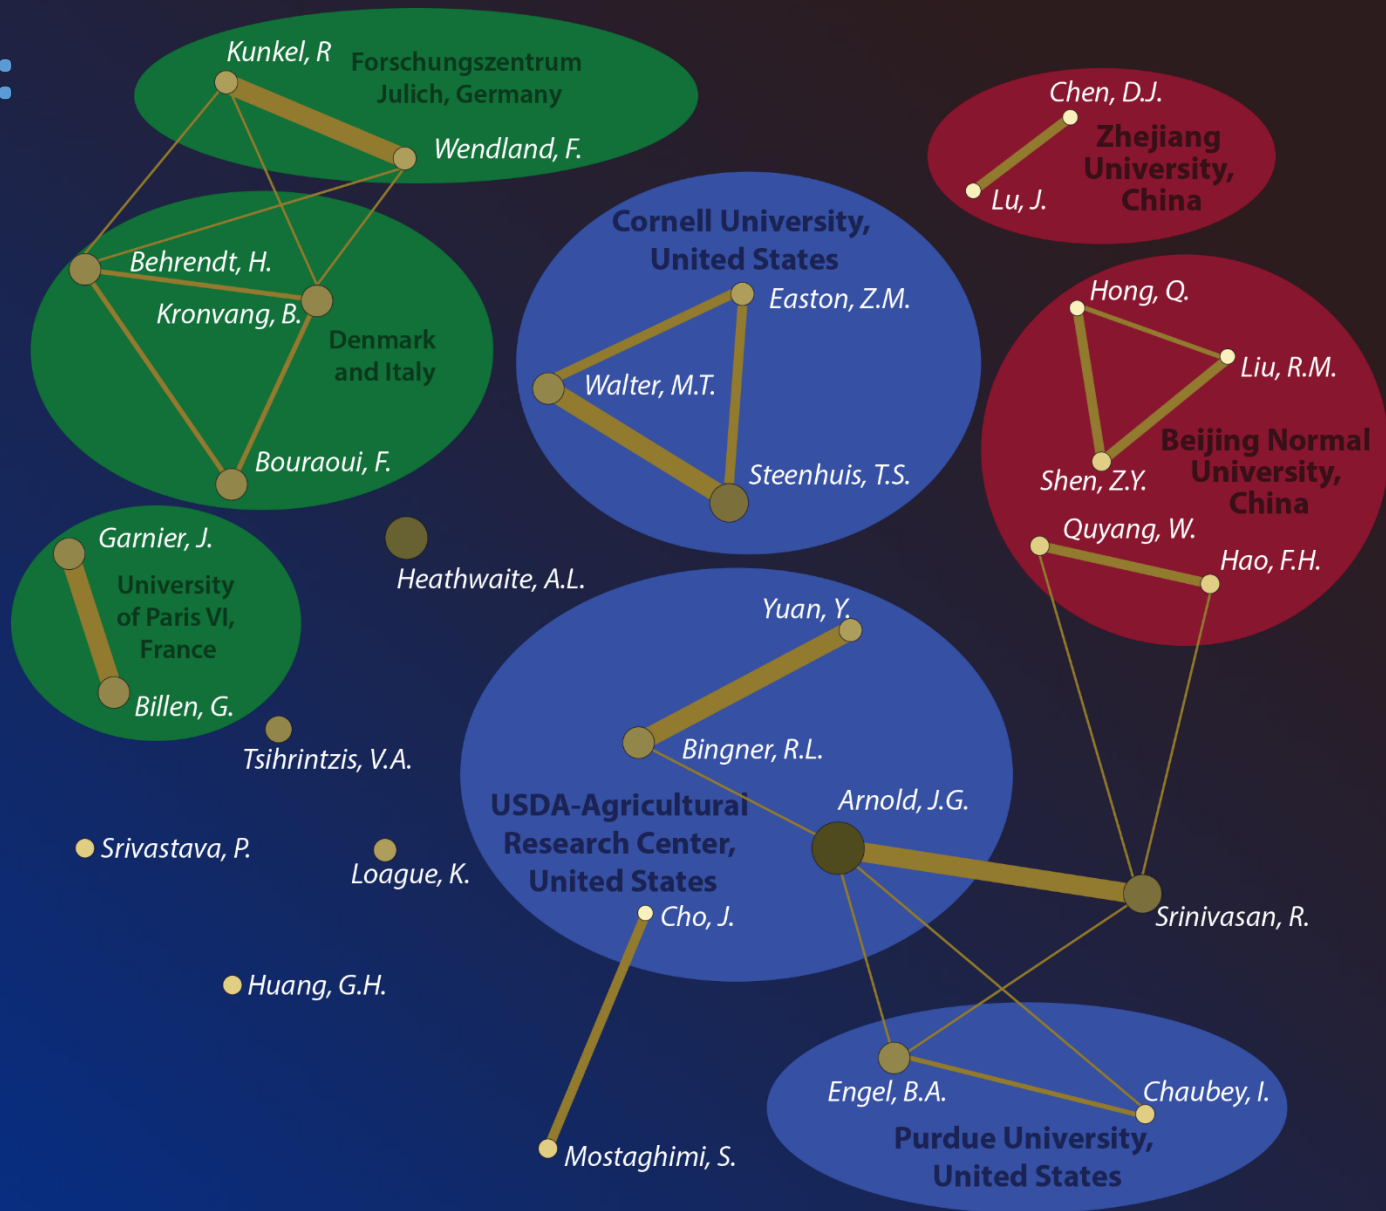 :
Kunkel, R
Forschungszentrum
Julich, Germany
Wendland, F.
Chen, D.J.
Zhejiang
University,
China
Lu, J.
Behrendt, H.
Kronvang, B.
Denmark
and Italy
Bouraoui, F.
Cornell University,
United States
Easton, Z.M.
Walter, M.T.
Steenhuis, T.S.
Hong, Q.
Liu, R.M.
Beijing Normal
University,
China
Shen, Z.Y.
Quyang, W.
Hao, F.H.
Garnier, J.
University
of Paris VI,
France
Billen, G.
Heathwaite, A.L.
Tsihrintzis, V.A.
Srivastava, P.
Loague, K.
Huang, G.H.
Yuan, Y.
Bingner, R.L.
Arnold, J.G.
USDA-Agricultural
Research Center,
United States
Cho, J.
Srinivasan, R.
Mostaghimi, S.
Engel, B.A.
Chaubey, I.
Purdue University,
United States